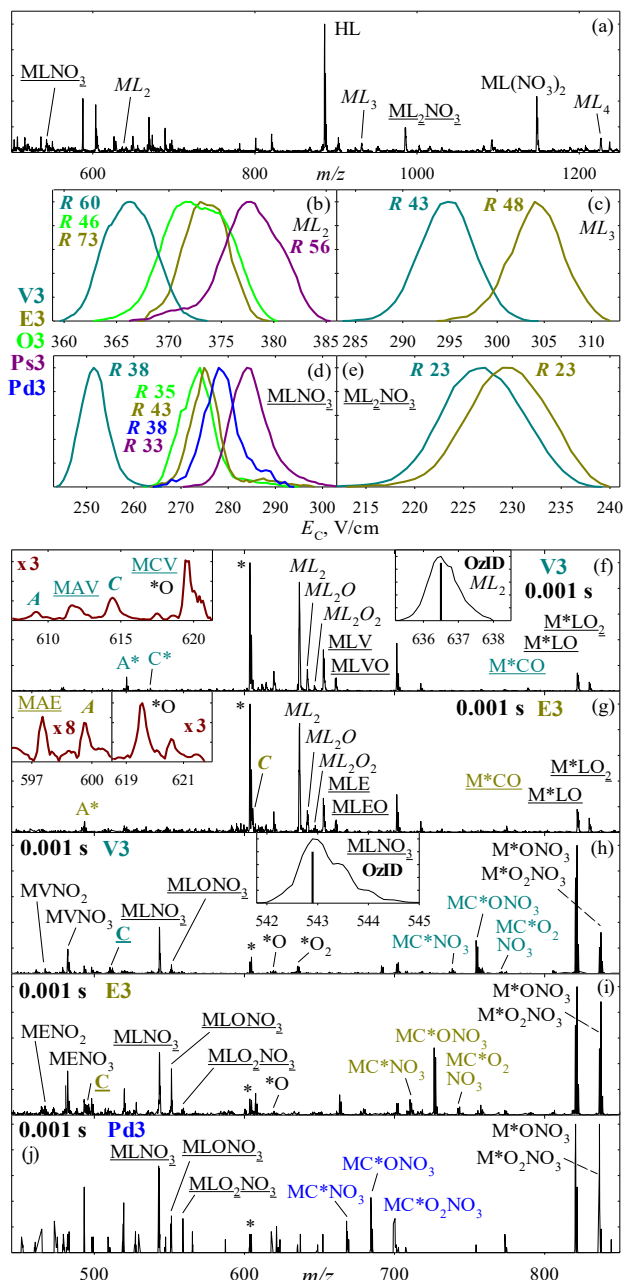 HL
(a)
MLNO3
ML2
ML3
ML2NO3
ML(NO3)2
ML4
600
800
m/z
1000
1200
R 60
R 46
R 73
(b)
ML2
R 56
R 43
R 48
(c)
ML3
V3
E3
O3
Ps3
Pd3
360
365
370
375
380
385
285
290
295
300
305
310
R 38
R 35
R 43
R 38
R 33
(d)
MLNO3
(e)
ML2NO3
R 23
R 23
250
260
270
280
290
300
215
220
225
230
235
240
EC, V/cm
x 3
A
MAV
C
MCV
*O
610
615
620
*
ML2
ML2O
ML2O2
MLV
MLVO
OzID
ML2
636
637
638
V3
(f)
0.001 s
M*LO2
M*LO
M*CO
A*
C*
MAE
A
x 8
*O
x 3
597
600
619
621
*
C
ML2
ML2O
ML2O2
MLE
MLEO
0.001 s
E3
(g)
M*CO
M*LO2
M*LO
A*
0.001 s
V3
MVNO2
MVNO3
C
MLNO3
MLONO3
MLNO3
OzID
542
543
544
545
*
*O
*O2
MC*NO3
MC*ONO3
MC*O2
NO3
M*ONO3
M*O2NO3
(h)
0.001 s
E3
MENO2
MENO3
C
MLNO3
MLONO3
MLO2NO3
*
*O
MC*NO3
MC*ONO3
MC*O2
NO3
M*ONO3
M*O2NO3
(i)
0.001 s
Pd3
(j)
MLNO3
MLONO3
MLO2NO3
*
MC*NO3
MC*ONO3
MC*O2NO3
M*ONO3
M*O2NO3
500
600
m/z
700
800